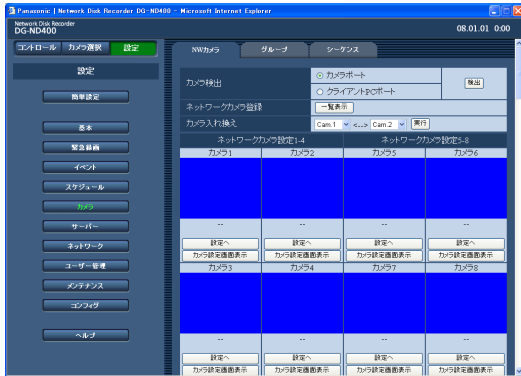 Panasonic | Network Disk Recorder DG-ND400 - Microsoft Internet Explorer
Network Disk Recorder
DG-ND400
08.01.01 0:00
コントロール カメラ選択 設定
設定
簡単設定
基本
緊急録画
イベント
スケジュール
カメラ
サーバー
ネットワーク
ユーザー管理
メンテナンス
コンフィグ
ヘルプ
NWカメラ グループ シーケンス
カメラ検出 カメラポート 検出
クライアントPCポート
ネットワークカメラ登録 一覧表示
カメラ入れ換え Cam.1 <...> Cam.2 実行
ネットワークカメラ設定1-4 ネットワークカメラ設定5-8
カメラ1 カメラ2 カメラ5 カメラ6
-- -- -- --
設定へ 設定へ 設定へ 設定へ
カメラ設定画面表示 カメラ設定画面表示 カメラ設定画面表示 カメラ設定画面表示
カメラ3 カメラ4 カメラ7 カメラ8
-- -- -- --
設定へ 設定へ 設定へ 設定へ
カメラ設定画面表示 カメラ設定画面表示 カメラ設定画面表示 カメラ設定画面表示